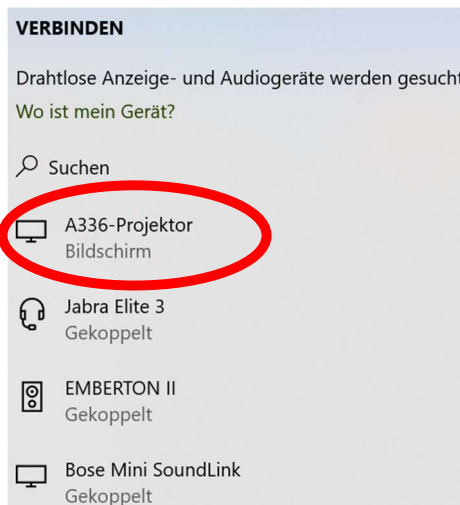 VERBINDEN
Drahtlose Anzeige- und Audiogeräte werden gesucht
Wo ist mein Gerät?
Suchen
A336-Projektor
Bildschirm
Jabra Elite 3
Gekoppelt
EMBERTON II
Gekoppelt
Bose Mini SoundLink
Gekoppelt